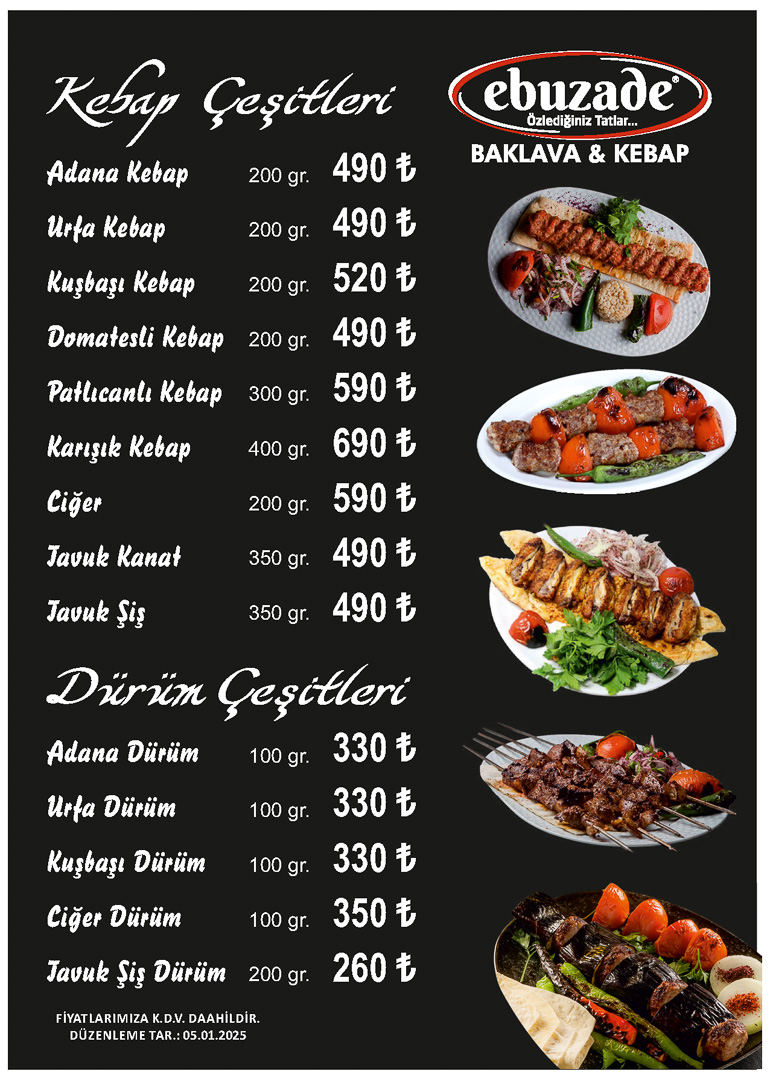 Kebap Çeşitleri
ebuzade®
Özlediğiniz Tatlar...
BAKLAVA & KEBAP
Adana Kebap 200 gr. 490 ₺
Urfa Kebap 200 gr. 490 ₺
Kuşbaşı Kebap 200 gr. 520 ₺
Domatesli Kebap 200 gr. 490 ₺
Patlıcanlı Kebap 300 gr. 590 ₺
Karışık Kebap 400 gr. 690 ₺
Ciğer 200 gr. 590 ₺
Tavuk Kanat 350 gr. 490 ₺
Tavuk Şiş 350 gr. 490 ₺
Dürüm Çeşitleri
Adana Dürüm 100 gr. 330 ₺
Urfa Dürüm 100 gr. 330 ₺
Kuşbaşı Dürüm 100 gr. 330 ₺
Ciğer Dürüm 100 gr. 350 ₺
Tavuk Şiş Dürüm 200 gr. 260 ₺
FİYATLARIMIZA K.D.V. DAAHİLDİR.
DÜZENLEME TAR.: 05.01.2025